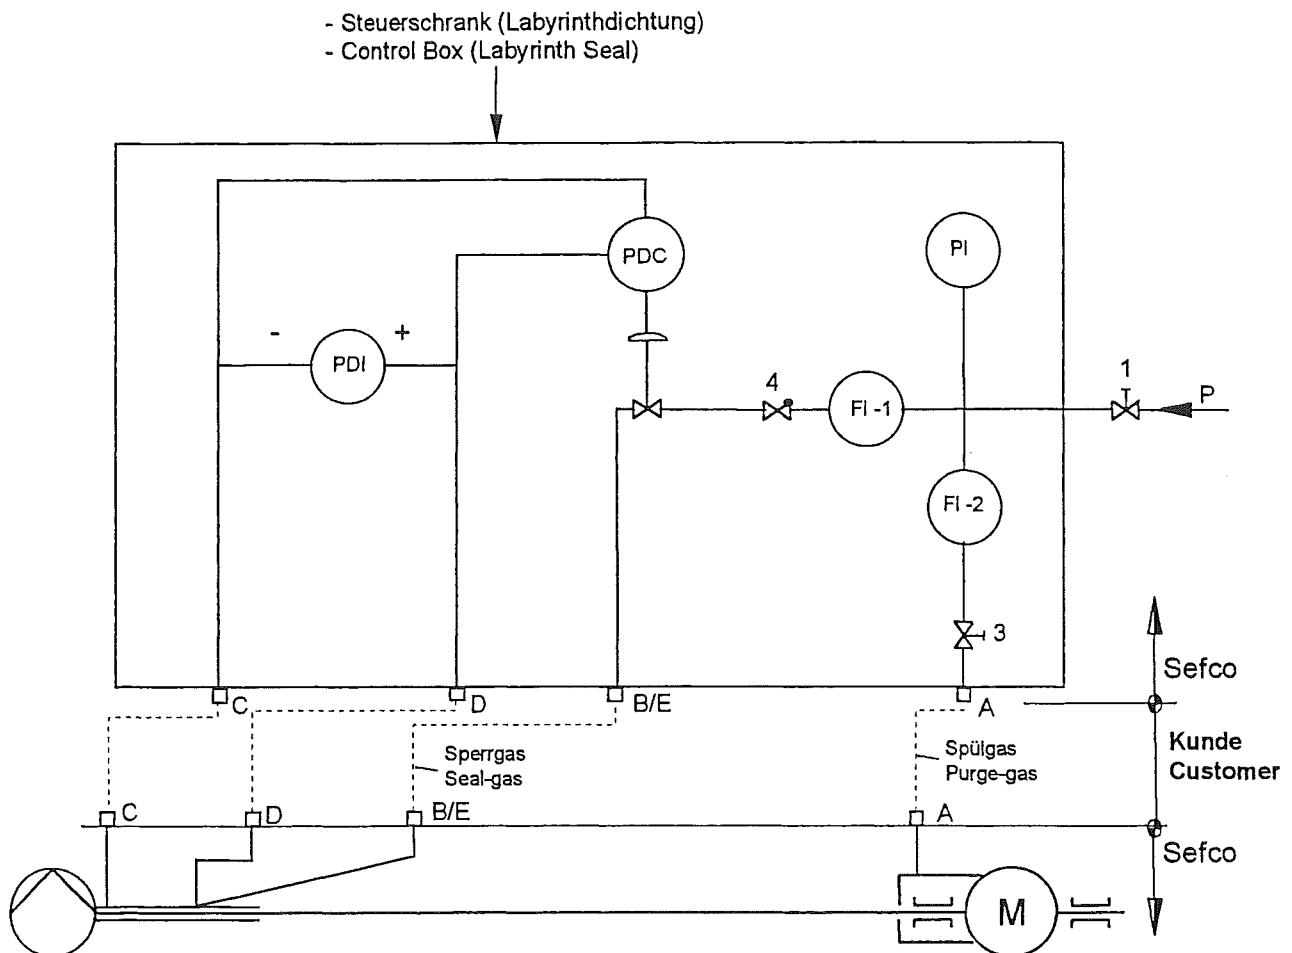 - Steuerschrank (Labyrinthdichtung)
- Control Box (Labyrinth Seal)
PDC
PI
- +
PDI
4
FI -1
1
P
FI -2
3
Sefco
C
D
B/E
A
Kunde
Customer
Sperrgas
Seal-gas
Spülgas
Purge-gas
C
D
B/E
A
Sefco
M